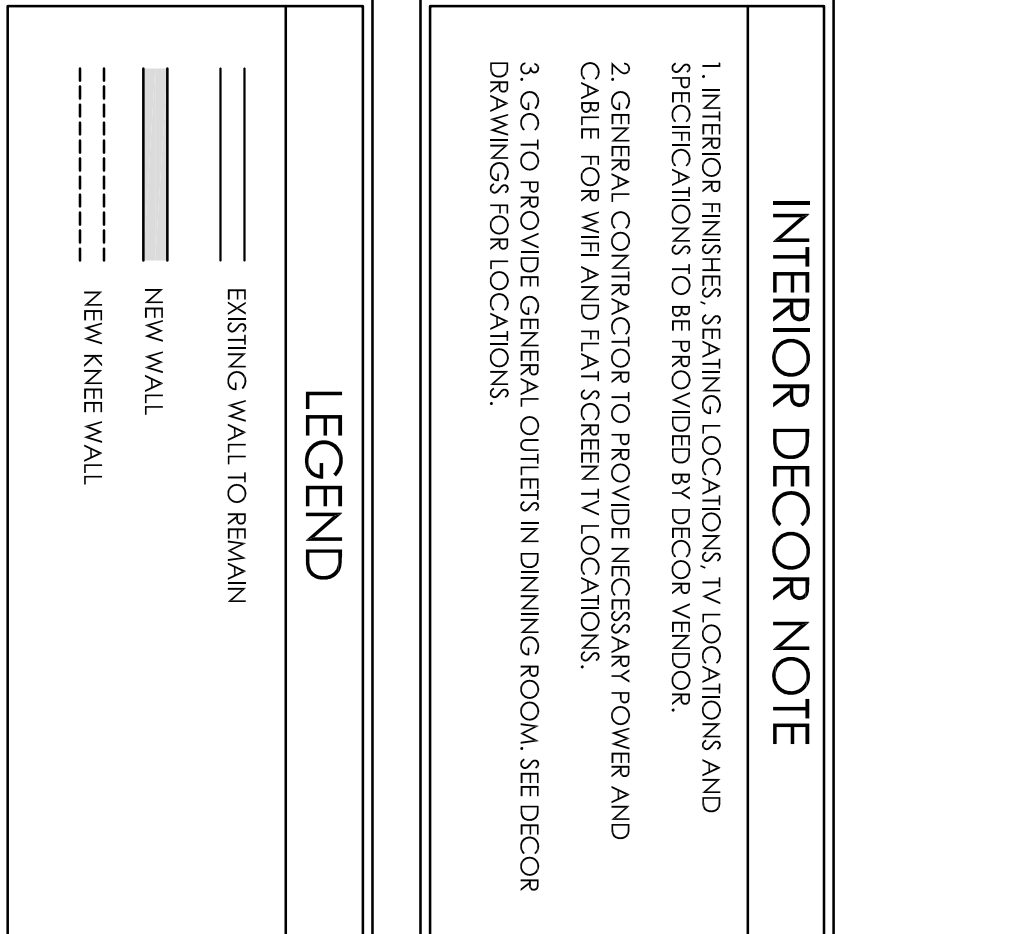 INTERIOR DECOR NOTE
1. INTERIOR FINISHES, SEATING LOCATIONS, TV LOCATIONS AND
SPECIFICATIONS TO BE PROVIDED BY DECOR VENDOR.
2. GENERAL CONTRACTOR TO PROVIDE NECESSARY POWER AND
CABLE FOR WIFI AND FLAT SCREEN TV LOCATIONS.
3. GC TO PROVIDE GENERAL OUTLETS IN DINNING ROOM. SEE DECOR
DRAWINGS FOR LOCATIONS.
LEGEND
EXISTING WALL TO REMAIN
NEW WALL
NEW KNEE WALL